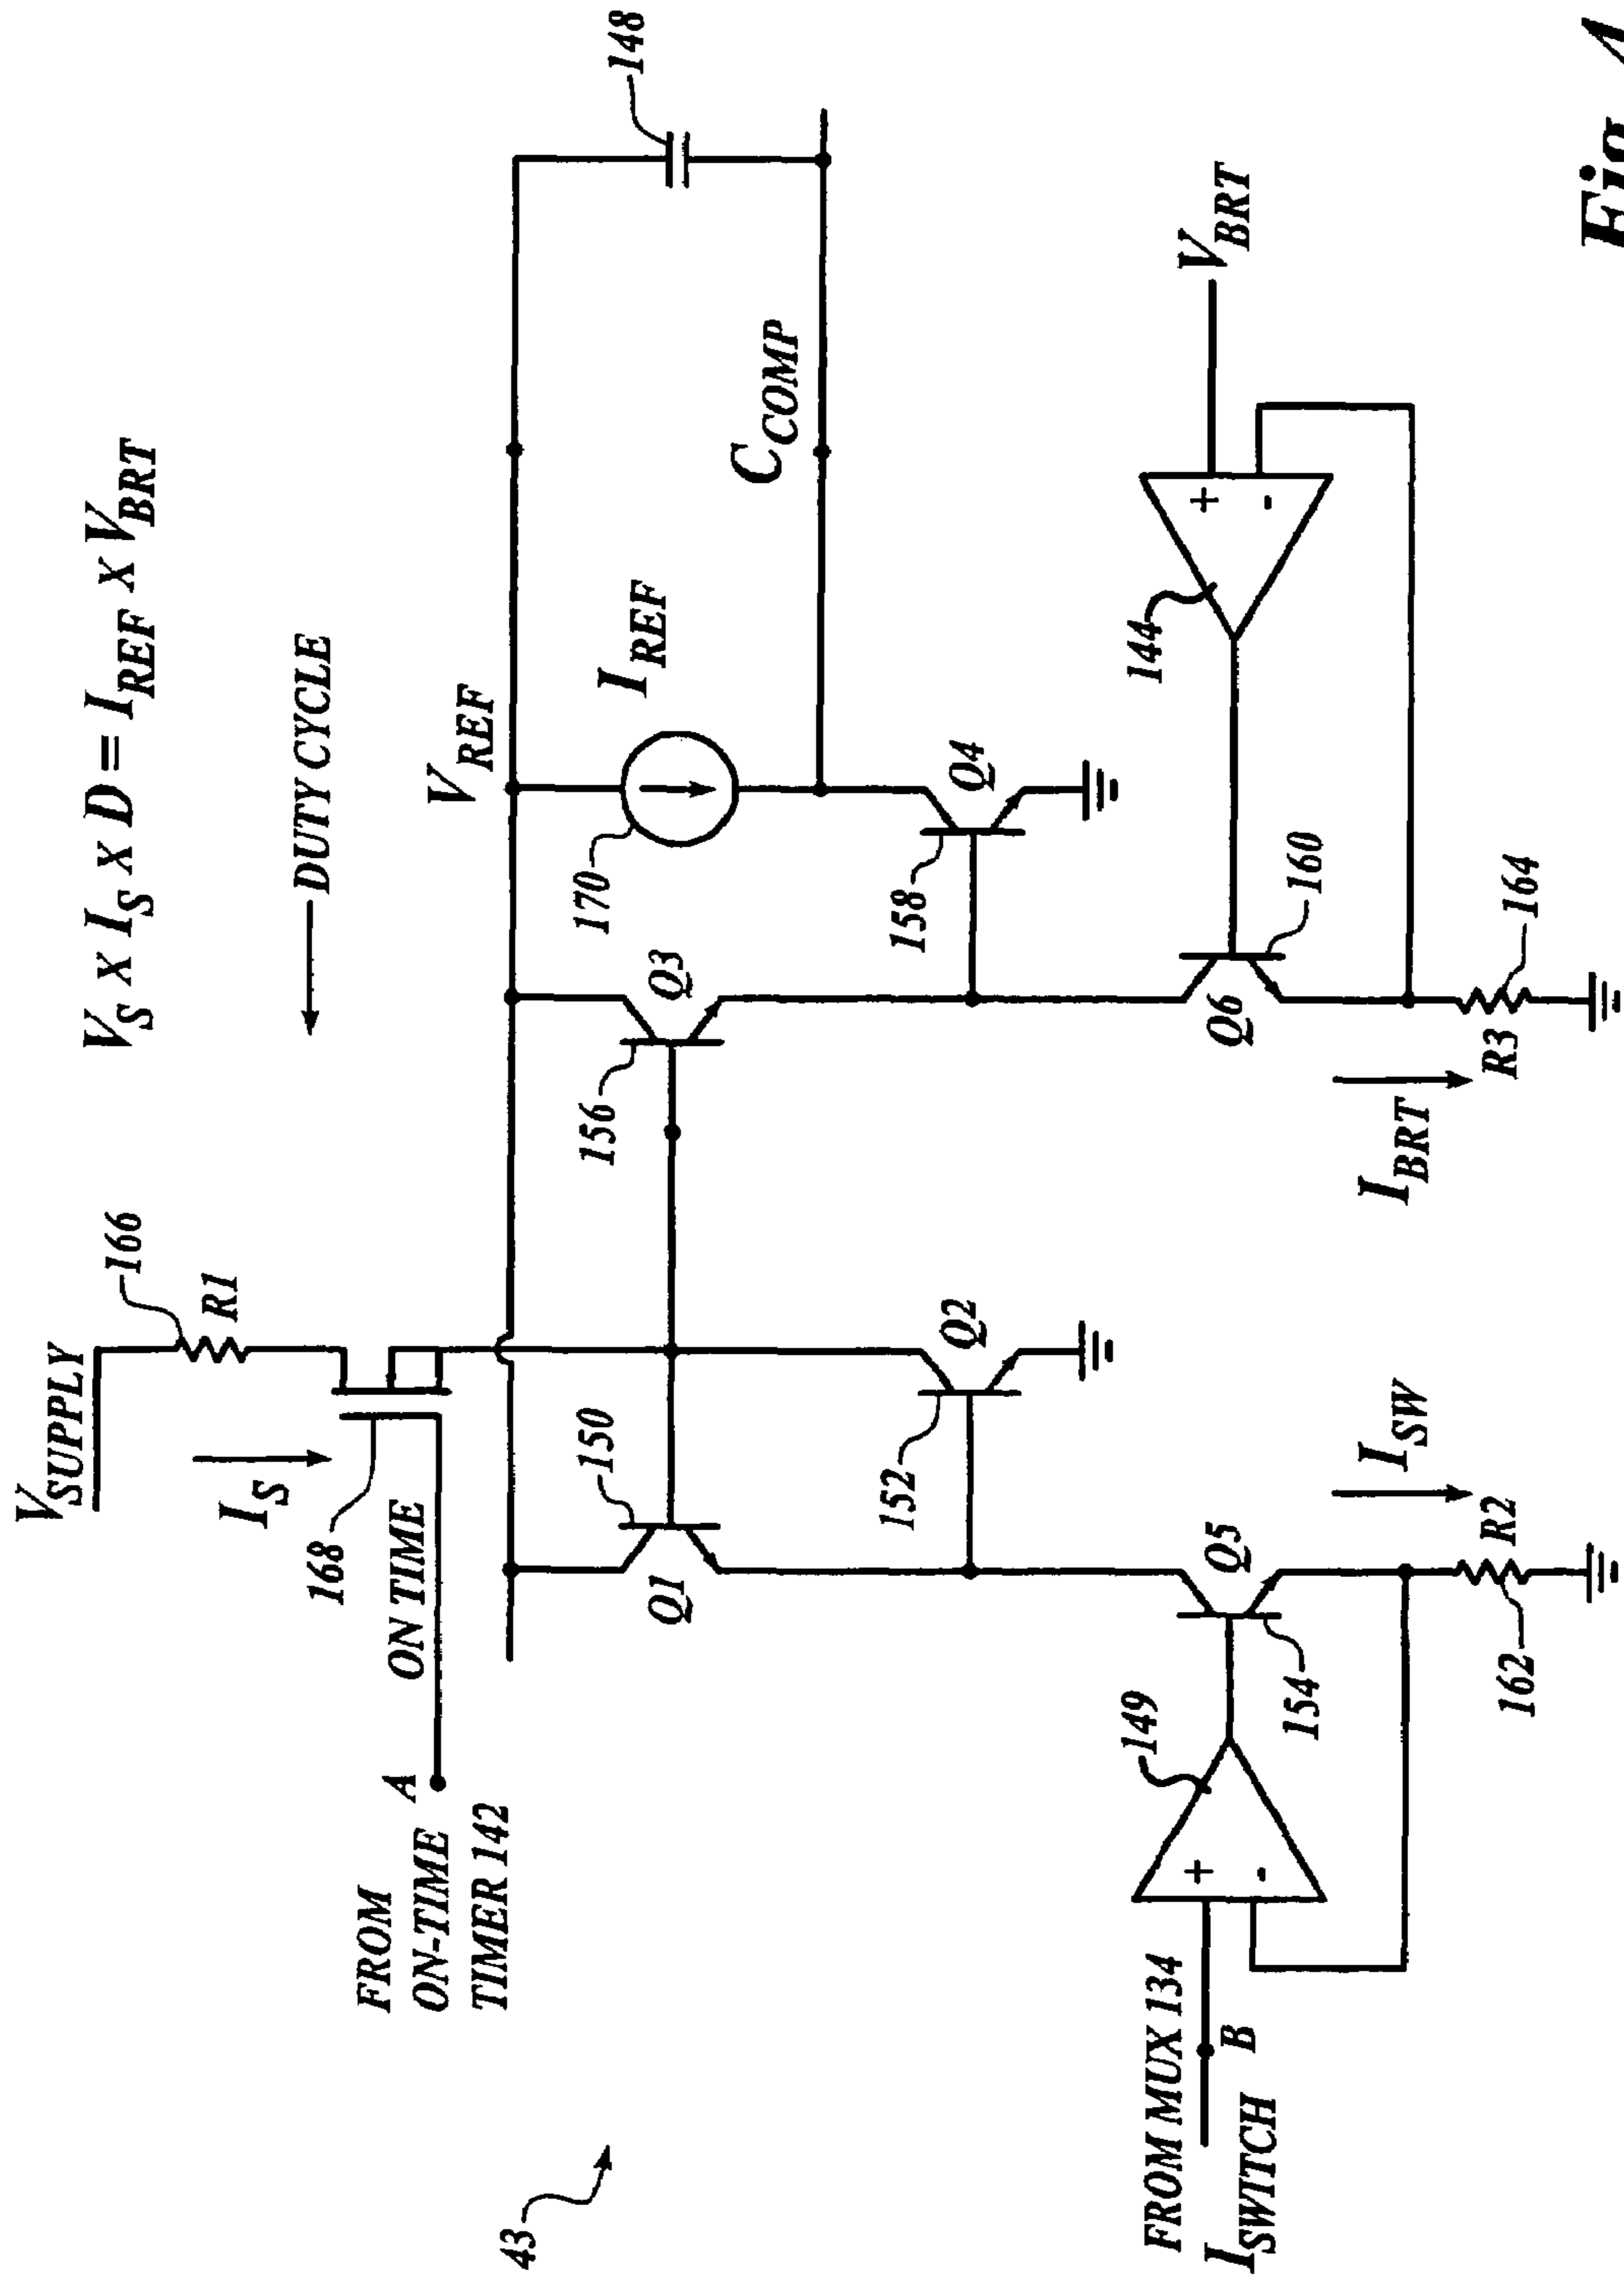 V_S X I_S X D = I_REF X V_BRT
DUTY CYCLE
V_SUPPLY
166
R1
I_S
168
ON TIME
FROM
ON-TIME A
TIMER 142
V_REF
148
150
Q1
156
Q3
170
I_REF
C_COMP
152
Q2
158
Q4
43
149
+
-
FROM MUX 134
I_SWITCH
B
Q5
154
160
Q6
144
+
-
V_BRT
162
R2
I_SW
I_BRT
R3
164
Fig. 4